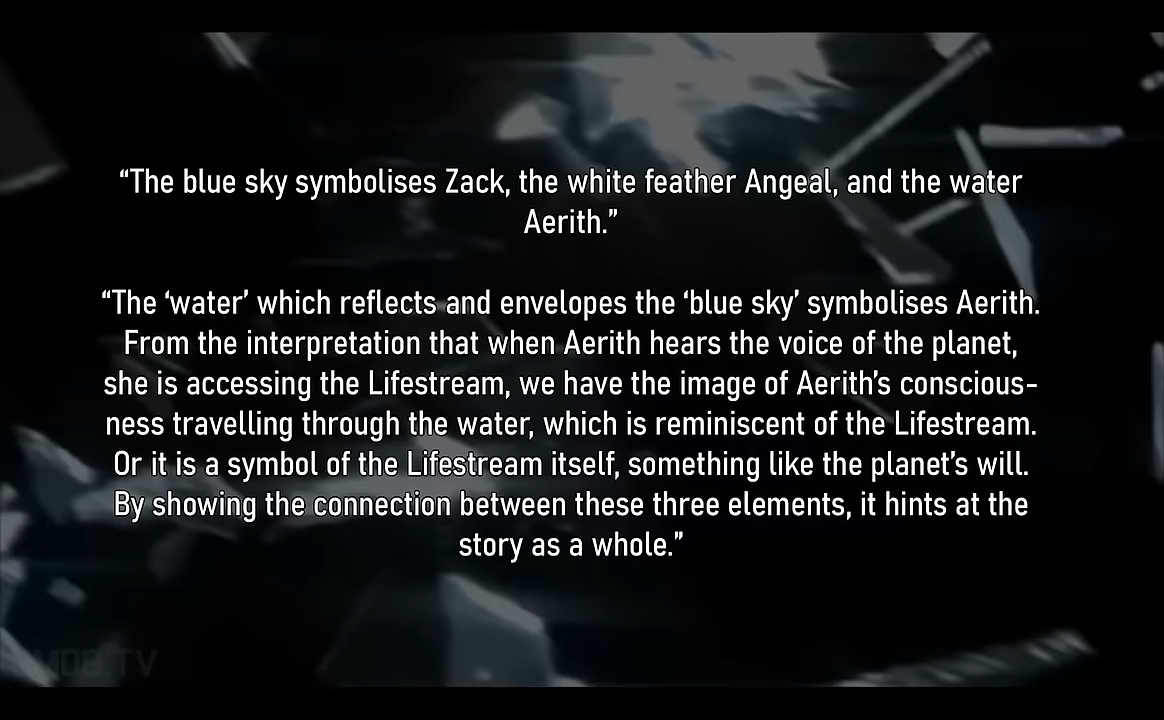 “The blue sky symbolises Zack, the white feather Angeal, and the water
Aerith.”
“The ‘water’ which reflects and envelopes the ‘blue sky’ symbolises Aerith.
From the interpretation that when Aerith hears the voice of the planet,
she is accessing the Lifestream, we have the image of Aerith’s conscious-
ness travelling through the water, which is reminiscent of the Lifestream.
Or it is a symbol of the Lifestream itself, something like the planet’s will.
By showing the connection between these three elements, it hints at the
story as a whole.”